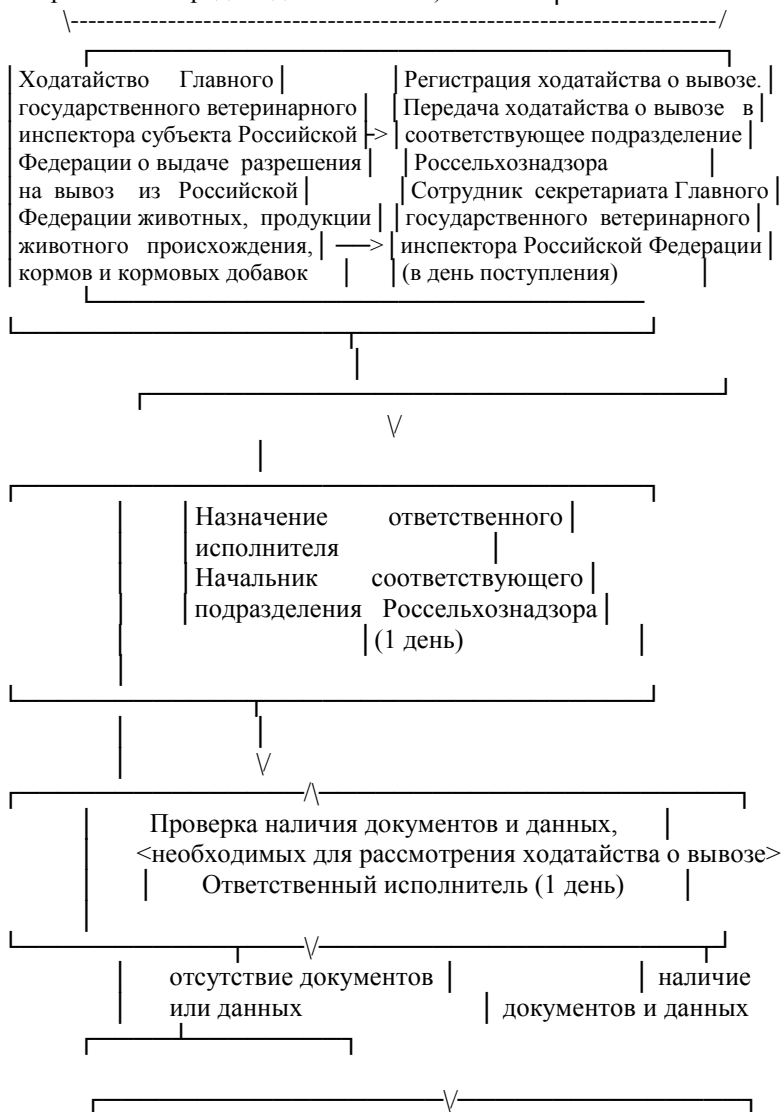 Ходатайство Главного
государственного ветеринарного
инспектора субъекта Российской
Федерации о выдаче разрешения
на вывоз из Российской
Федерации животных, продукции
животного происхождения,
кормов и кормовых добавок
Регистрация ходатайства о вывозе.
Передача ходатайства о вывозе в
соответствующее подразделение
Россельхознадзора
Сотрудник секретариата Главного
государственного ветеринарного
инспектора Российской Федерации
(в день поступления)
Назначение ответственного
исполнителя
Начальник соответствующего
подразделения Россельхознадзора
(1 день)
Проверка наличия документов и данных,
<необходимых для рассмотрения ходатайства о вывозе>
Ответственный исполнитель (1 день)
отсутствие документов
или данных
наличие
документов и данных